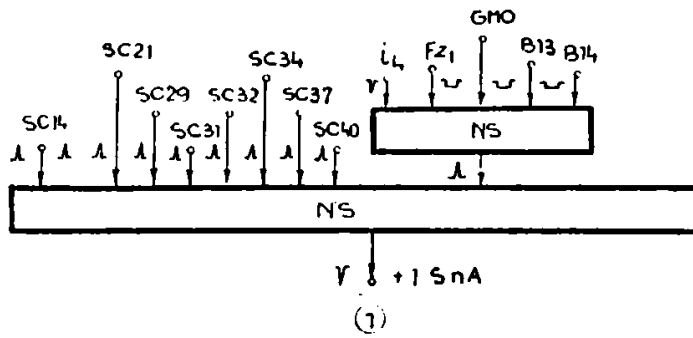 GMO
SC21
SC34
i4
FZ1
B13
B14
SC29
SC32
SC37
SC14
SC31
SC40
NS
NS
+1 SnA
(7)